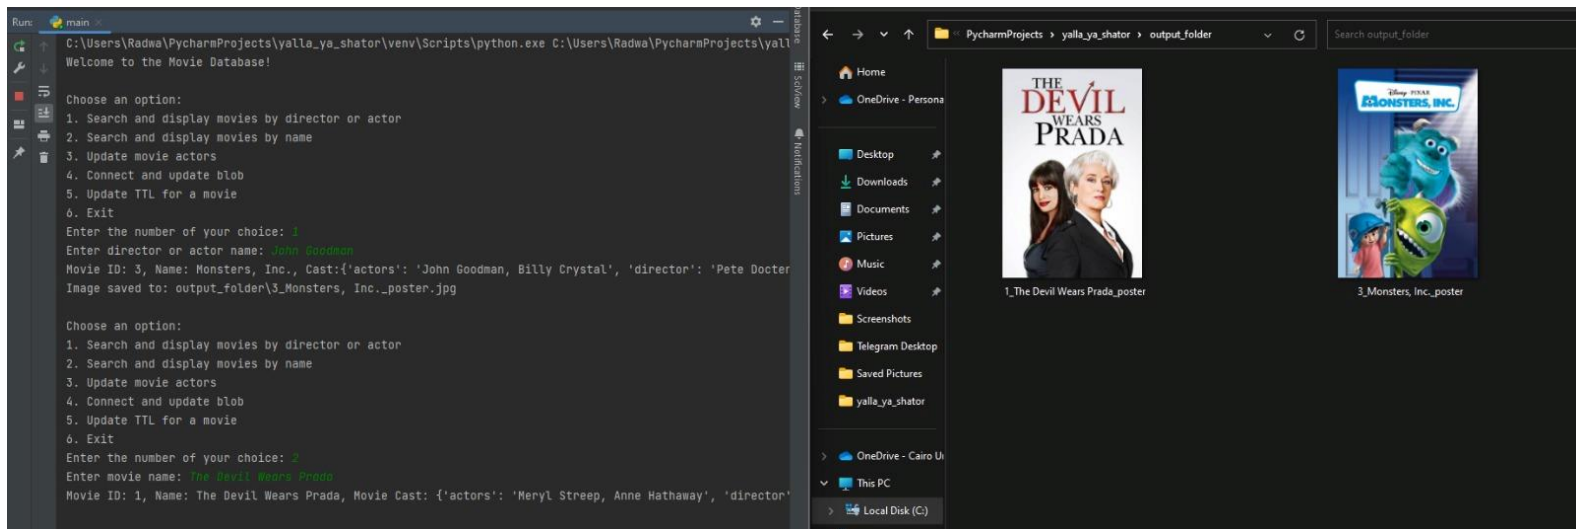 Run:
main
C:\Users\Radwa\PycharmProjects\yalla_ya_shator\venv\Scripts\python.exe C:\Users\Radwa\PycharmProjects\yall
Welcome to the Movie Database!
Choose an option:
1. Search and display movies by director or actor
2. Search and display movies by name
3. Update movie actors
4. Connect and update blob
5. Update TTL for a movie
6. Exit
Enter the number of your choice: 1
Enter director or actor name: John Goodman
Movie ID: 3, Name: Monsters, Inc., Cast:{'actors': 'John Goodman, Billy Crystal', 'director': 'Pete Docter
Image saved to: output_folder\3_Monsters, Inc._poster.jpg
Choose an option:
1. Search and display movies by director or actor
2. Search and display movies by name
3. Update movie actors
4. Connect and update blob
5. Update TTL for a movie
6. Exit
Enter the number of your choice: 2
Enter movie name: The Devil Wears Prada
Movie ID: 1, Name: The Devil Wears Prada, Movie Cast: {'actors': 'Meryl Streep, Anne Hathaway', 'director'
Database
SciView
Notifications
PycharmProjects > yalla_ya_shator > output_folder
Search output_folder
Home
OneDrive - Persona
Desktop
Downloads
Documents
Pictures
Music
Videos
Screenshots
Telegram Desktop
Saved Pictures
yalla_ya_shator
OneDrive - Cairo Un
This PC
Local Disk (C:)
THE
DEVIL
WEARS
PRADA
1_The Devil Wears Prada_poster
Disney · PIXAR
MONSTERS, INC.
3_Monsters, Inc._poster